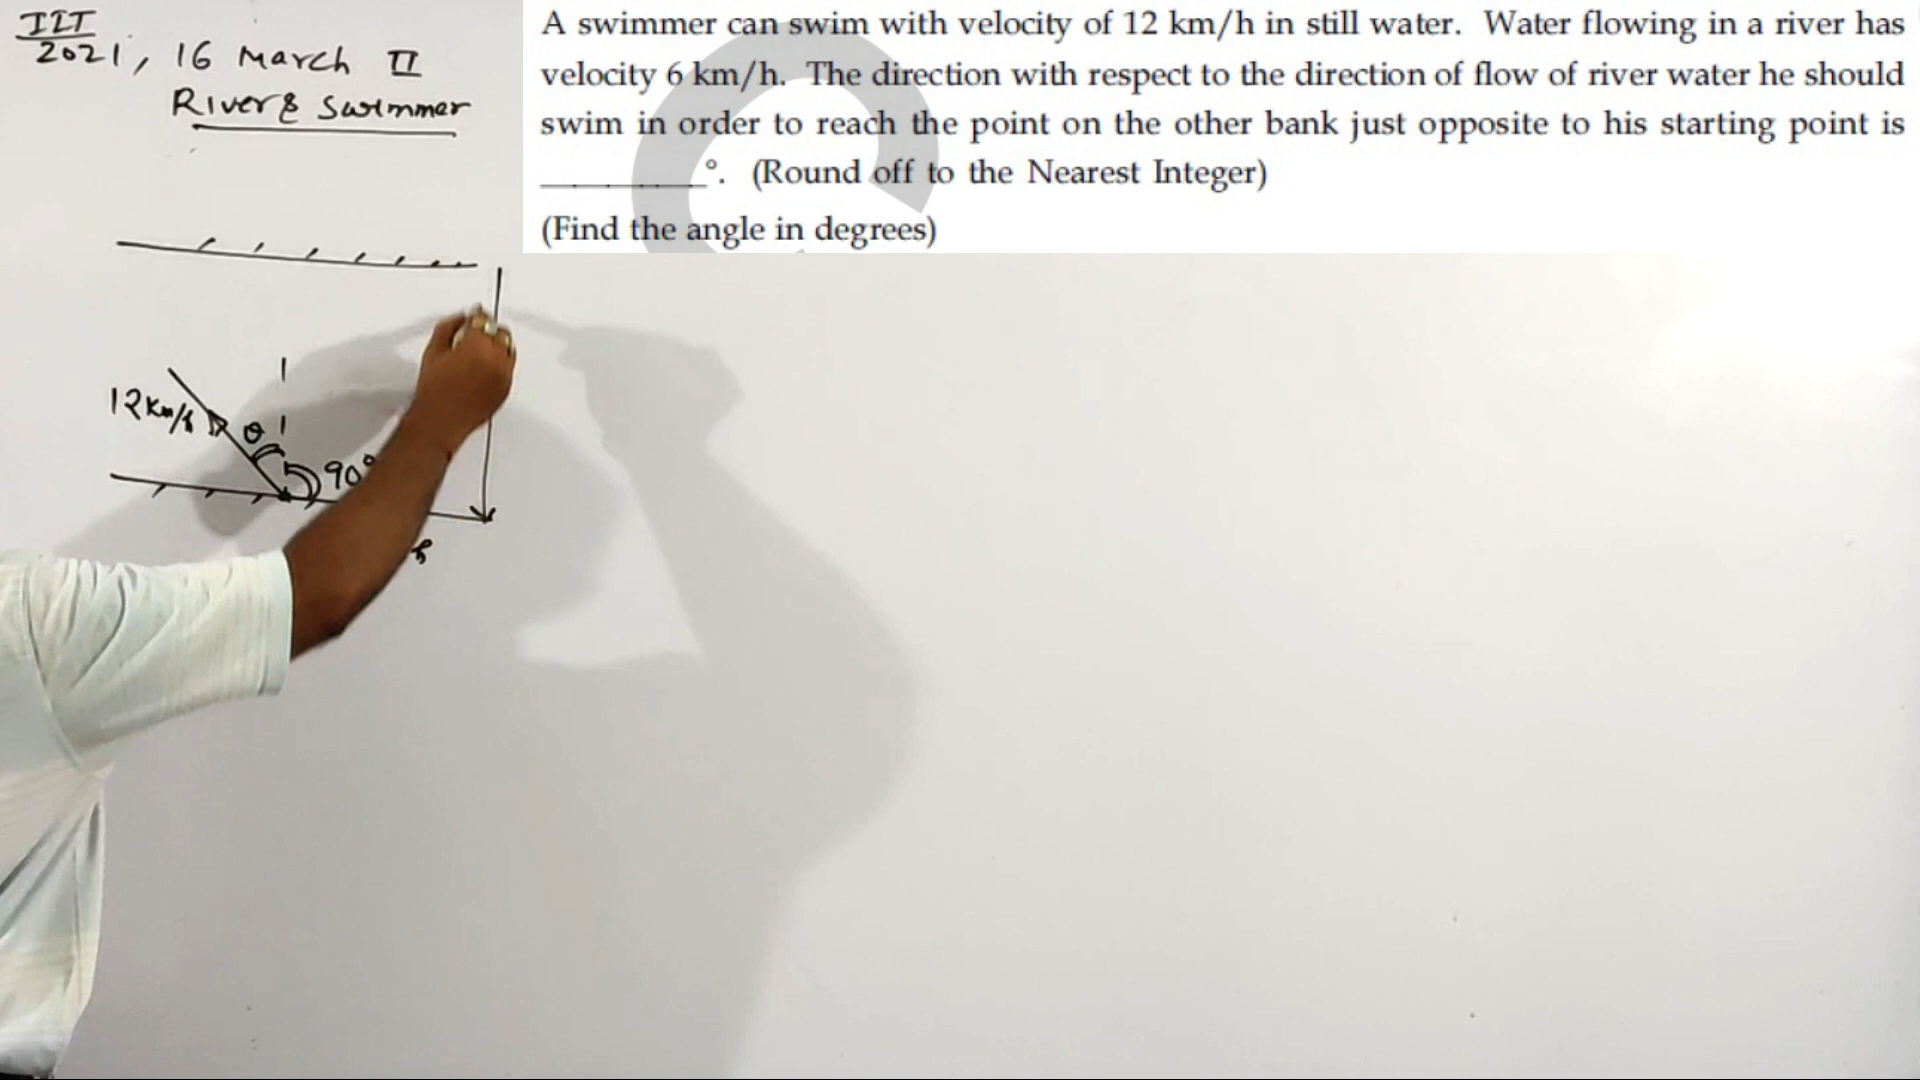 IIT
2021, 16 March II
River & Swimmer
A swimmer can swim with velocity of 12 km/h in still water. Water flowing in a river has
velocity 6 km/h. The direction with respect to the direction of flow of river water he should
swim in order to reach the point on the other bank just opposite to his starting point is
________°. (Round off to the Nearest Integer)
(Find the angle in degrees)
12 Km/h
θ
90°
h